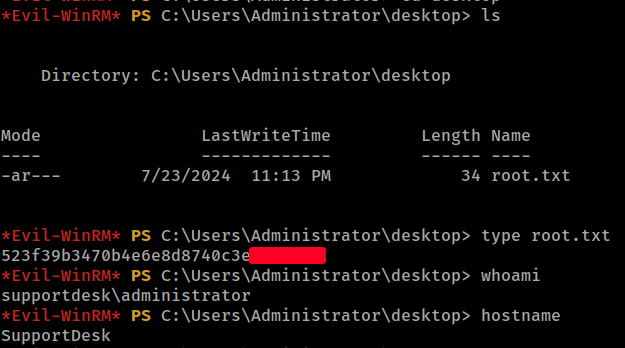 *Evil-WinRM* PS C:\Users\Administrator\desktop> ls
Directory: C:\Users\Administrator\desktop
Mode                LastWriteTime         Length Name
----                -------------         ------ ----
-ar---        7/23/2024  11:13 PM             34 root.txt
*Evil-WinRM* PS C:\Users\Administrator\desktop> type root.txt
523f39b3470b4e6e8d8740c3e
*Evil-WinRM* PS C:\Users\Administrator\desktop> whoami
supportdesk\administrator
*Evil-WinRM* PS C:\Users\Administrator\desktop> hostname
SupportDesk